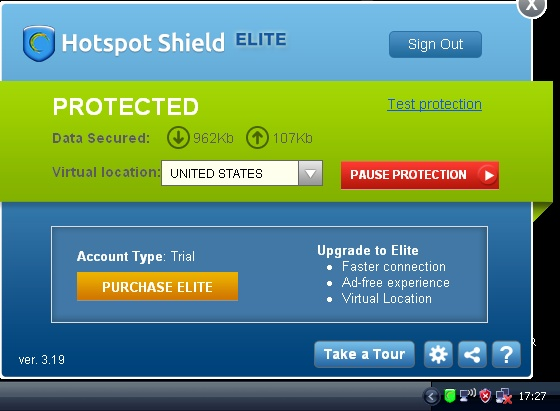 X
Hotspot Shield ELITE
Sign Out
PROTECTED
Test protection
Data Secured: 962Kb 107Kb
Virtual location: UNITED STATES
PAUSE PROTECTION
Account Type: Trial
PURCHASE ELITE
Upgrade to Elite
Faster connection
Ad-free experience
Virtual Location
ver. 3.19
Take a Tour
?
R
17:27